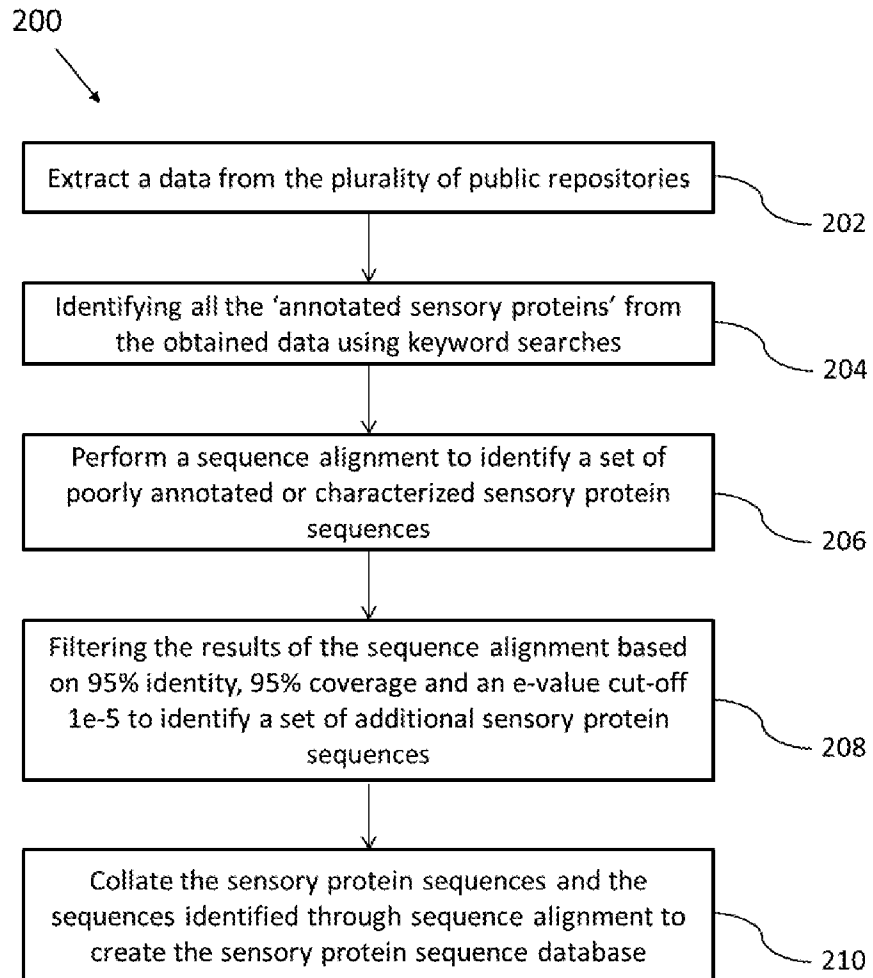 200
Extract a data from the plurality of public repositories
202
Identifying all the ‘annotated sensory proteins’ from
the obtained data using keyword searches
204
Perform a sequence alignment to identify a set of
poorly annotated or characterized sensory protein
sequences
206
Filtering the results of the sequence alignment based
on 95% identity, 95% coverage and an e-value cut-off
1e-5 to identify a set of additional sensory protein
sequences
208
Collate the sensory protein sequences and the
sequences identified through sequence alignment to
create the sensory protein sequence database
210